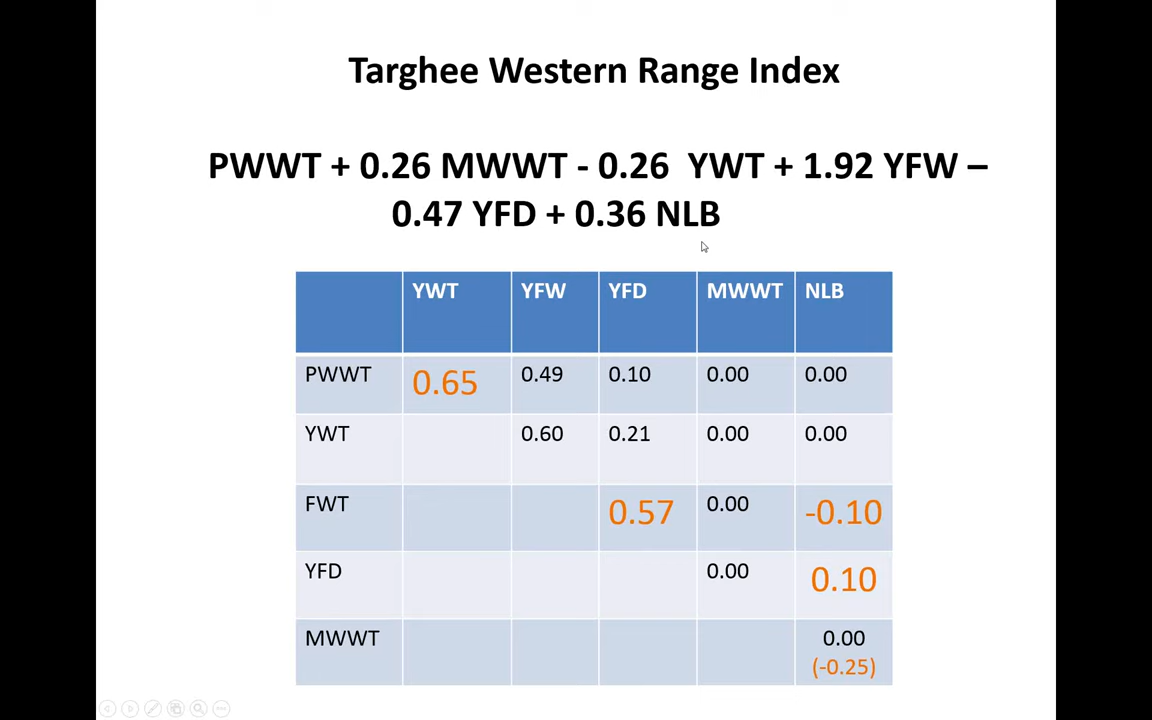 Targhee Western Range Index
PWWT + 0.26 MWWT - 0.26 YWT + 1.92 YFW –
0.47 YFD + 0.36 NLB
YWT YFW YFD MWWT NLB
PWWT 0.65 0.49 0.10 0.00 0.00
YWT 0.60 0.21 0.00 0.00
FWT 0.57 0.00 -0.10
YFD 0.00 0.10
MWWT 0.00
(-0.25)